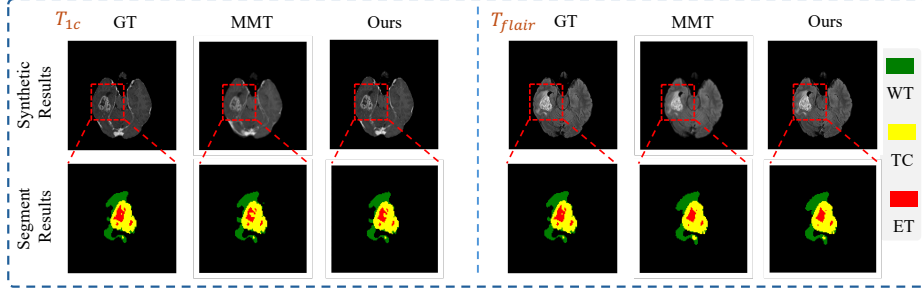 T1c GT MMT Ours
Tflair GT MMT Ours
Synthetic
Results
Segment
Results
WT
TC
ET